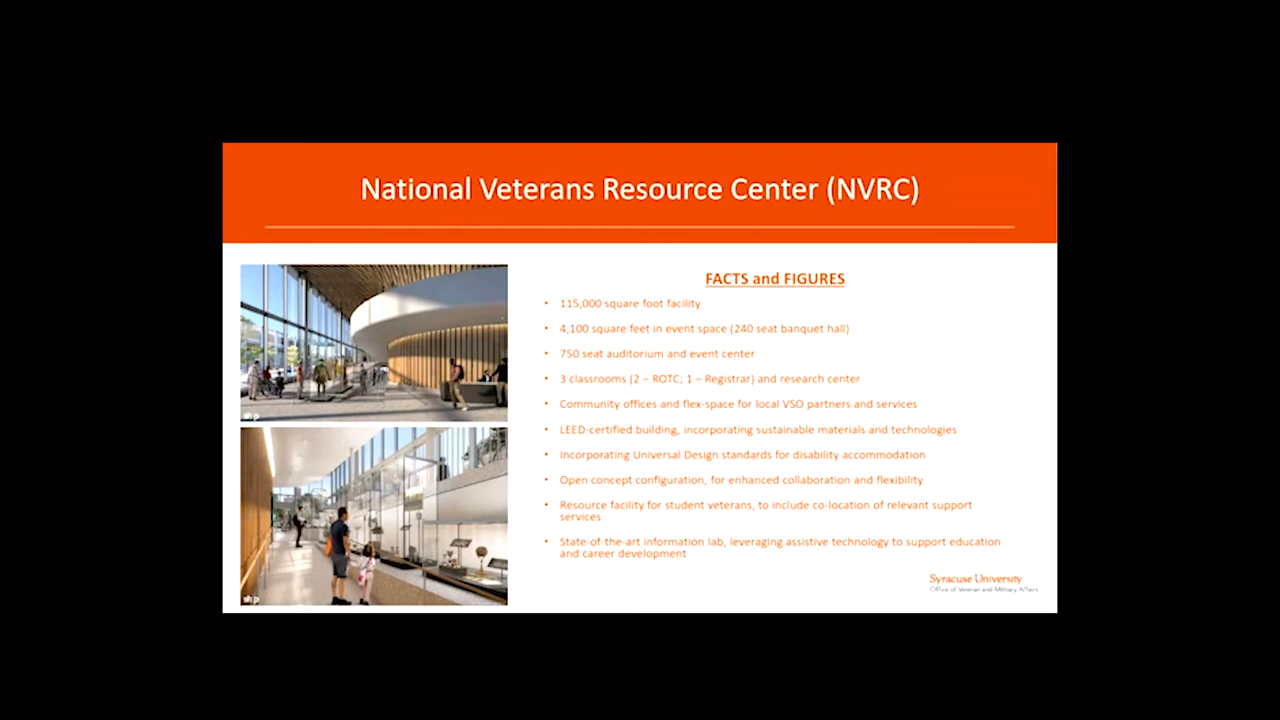 National Veterans Resource Center (NVRC)
FACTS and FIGURES
• 115,000 square foot facility
• 4,100 square feet in event space (240 seat banquet hall)
• 750 seat auditorium and event center
• 3 classrooms (2 – ROTC; 1 – Registrar) and research center
• Community offices and flex-space for local VSO partners and services
• LEED-certified building, incorporating sustainable materials and technologies
• Incorporating Universal Design standards for disability accommodation
• Open concept configuration, for enhanced collaboration and flexibility
• Resource facility for student veterans, to include co-location of relevant support
services
• State-of-the-art information lab, leveraging assistive technology to support education
and career development
Syracuse University
Office of Veteran and Military Affairs